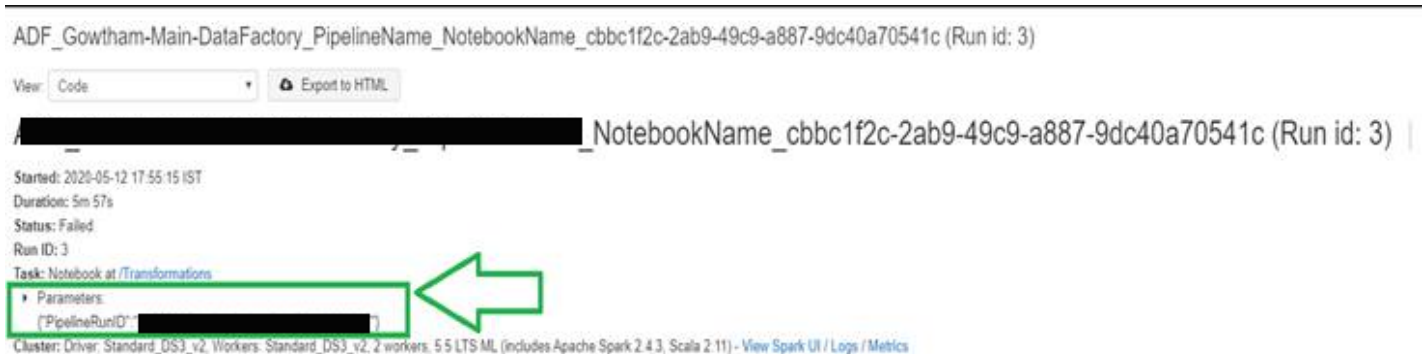 ADF_Gowtham-Main-DataFactory_PipelineName_NotebookName_cbbc1f2c-2ab9-49c9-a887-9dc40a70541c (Run id: 3)
View: Code Export to HTML
_NotebookName_cbbc1f2c-2ab9-49c9-a887-9dc40a70541c (Run id: 3)
Started: 2020-05-12 17:55:15 IST
Duration: 5m 57s
Status: Failed
Run ID: 3
Task: Notebook at /Transformations
Parameters:
{"PipelineRunID":" "}
Cluster: Driver: Standard_DS3_v2, Workers: Standard_DS3_v2, 2 workers, 5.5 LTS ML (includes Apache Spark 2.4.3, Scala 2.11) - View Spark UI / Logs / Metrics